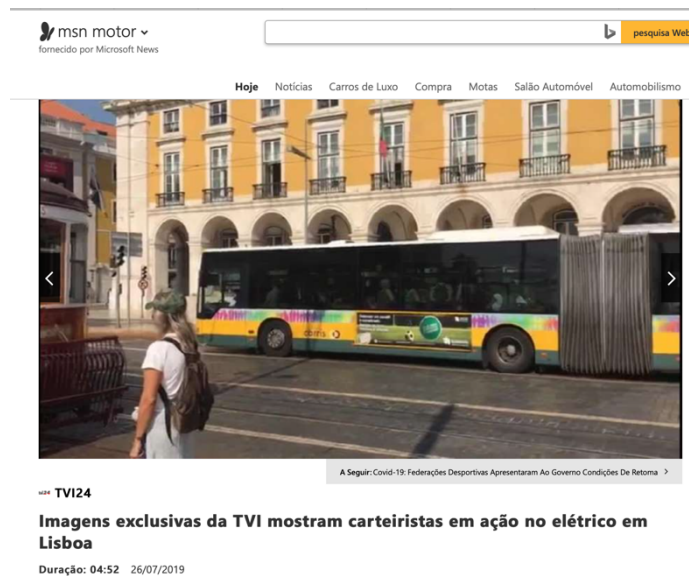 msn motor
fornecido por Microsoft News
pesquisa Web
Hoje Notícias Carros de Luxo Compra Motas Salão Automóvel Automobilismo
carris
A Seguir: Covid-19: Federações Desportivas Apresentaram Ao Governo Condições De Retoma
TVI24
Imagens exclusivas da TVI mostram carteiristas em ação no elétrico em
Lisboa
Duração: 04:52 26/07/2019